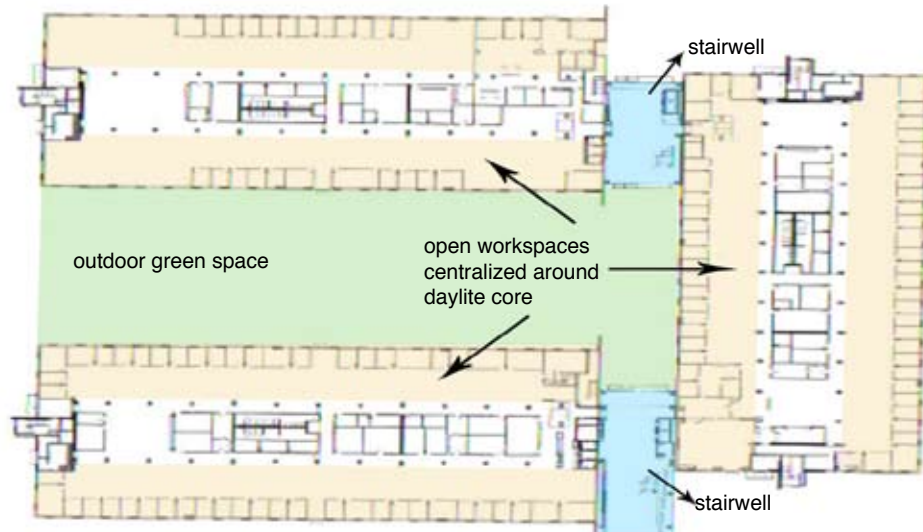 stairwell
outdoor green space
open workspaces
centralized around
daylite core
stairwell